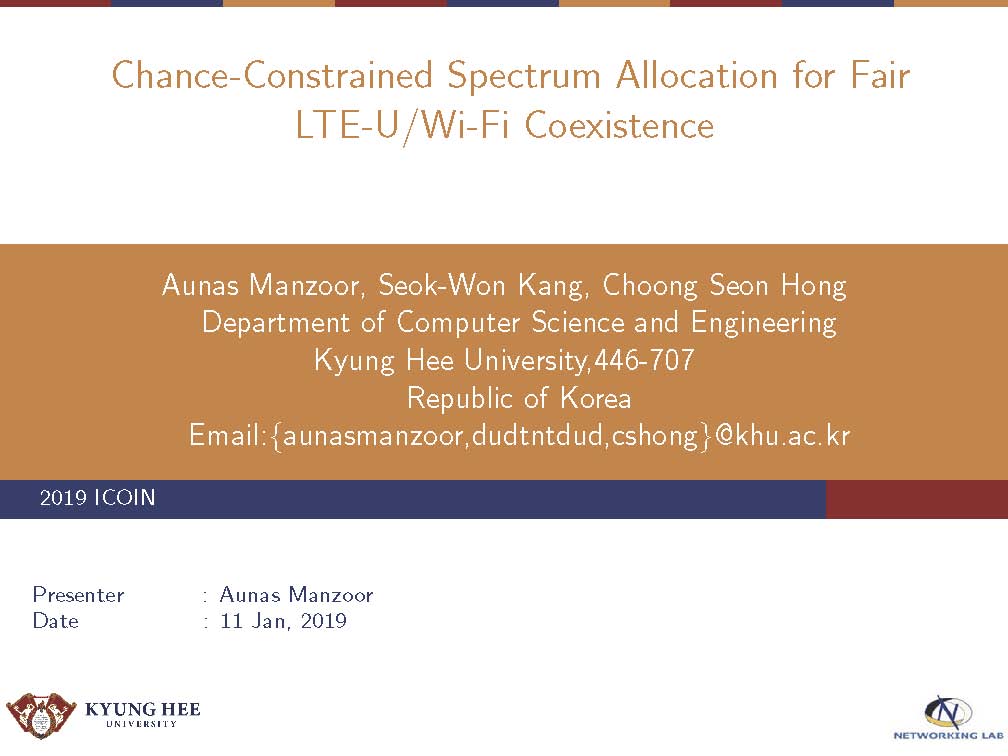 Chance-Constrained Spectrum Allocation for Fair
LTE-U/Wi-Fi Coexistence
Aunas Manzoor, Seok-Won Kang, Choong Seon Hong
Department of Computer Science and Engineering
Kyung Hee University,446-707
Republic of Korea
Email:{aunasmanzoor,dudtntdud,cshong}@khu.ac.kr
2019 ICOIN
Presenter : Aunas Manzoor
Date : 11 Jan, 2019
KYUNG HEE
UNIVERSITY
N
NETWORKING LAB